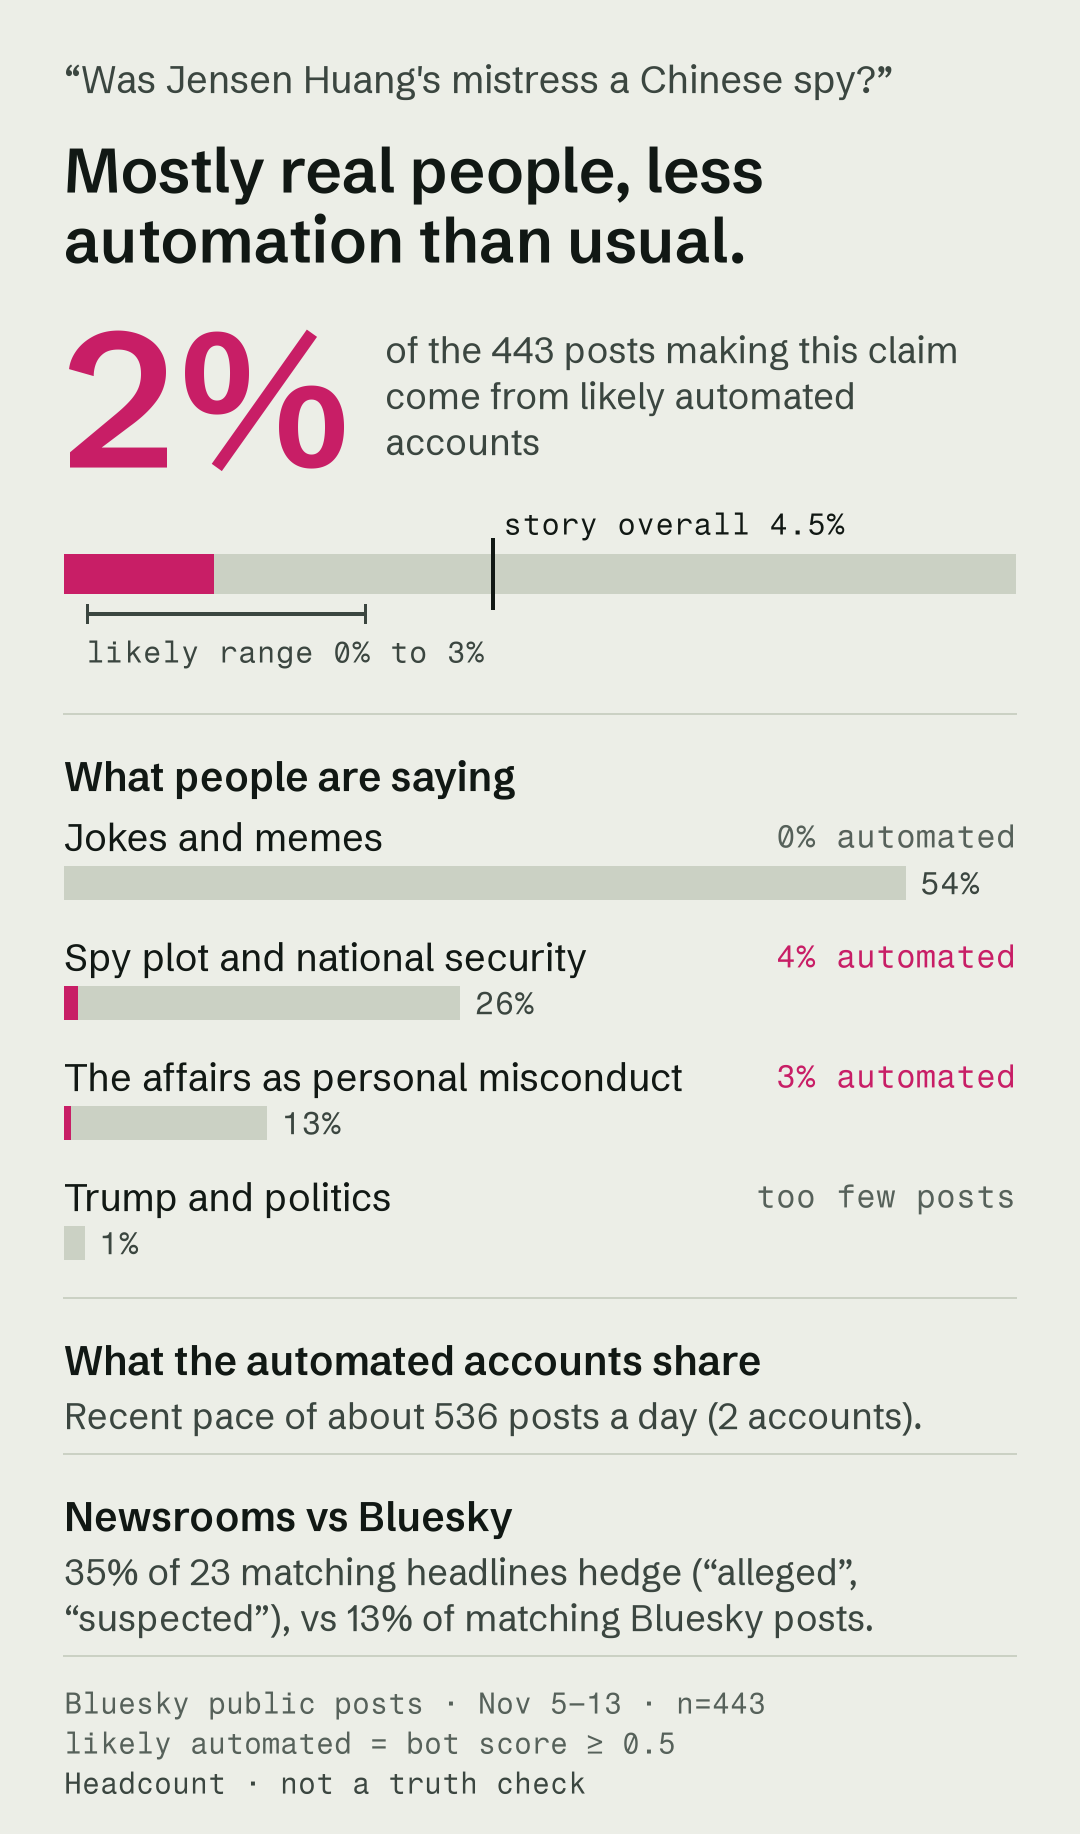 “Was Jensen Huang's mistress a Chinese spy?”
Mostly real people, less
automation than usual.
2%
of the 443 posts making this claim
come from likely automated
accounts
story overall 4.5%
likely range 0% to 3%
What people are saying
Jokes and memes
0% automated
54%
Spy plot and national security
4% automated
26%
The affairs as personal misconduct
3% automated
13%
Trump and politics
too few posts
1%
What the automated accounts share
Recent pace of about 536 posts a day (2 accounts).
Newsrooms vs Bluesky
35% of 23 matching headlines hedge (“alleged”,
“suspected”), vs 13% of matching Bluesky posts.
Bluesky public posts · Nov 5–13 · n=443
likely automated = bot score ≥ 0.5
Headcount · not a truth check